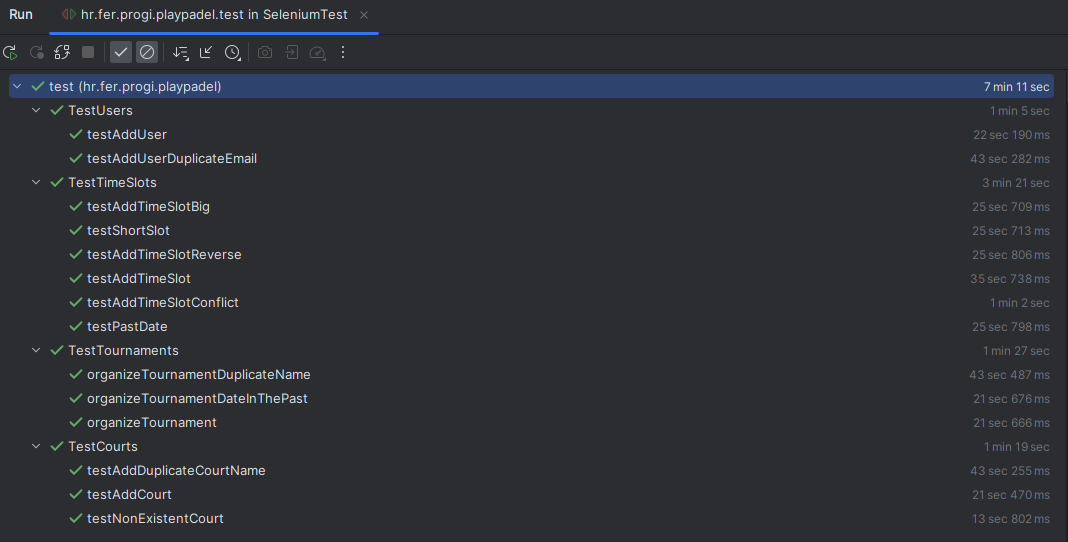 Run hr.fer.progi.playpadel.test in SeleniumTest
test (hr.fer.progi.playpadel) 7 min 11 sec
TestUsers 1 min 5 sec
testAddUser 22 sec 190 ms
testAddUserDuplicateEmail 43 sec 282 ms
TestTimeSlots 3 min 21 sec
testAddTimeSlotBig 25 sec 709 ms
testShortSlot 25 sec 713 ms
testAddTimeSlotReverse 25 sec 806 ms
testAddTimeSlot 35 sec 738 ms
testAddTimeSlotConflict 1 min 2 sec
testPastDate 25 sec 798 ms
TestTournaments 1 min 27 sec
organizeTournamentDuplicateName 43 sec 487 ms
organizeTournamentDateInThePast 21 sec 676 ms
organizeTournament 21 sec 666 ms
TestCourts 1 min 19 sec
testAddDuplicateCourtName 43 sec 255 ms
testAddCourt 21 sec 470 ms
testNonExistentCourt 13 sec 802 ms